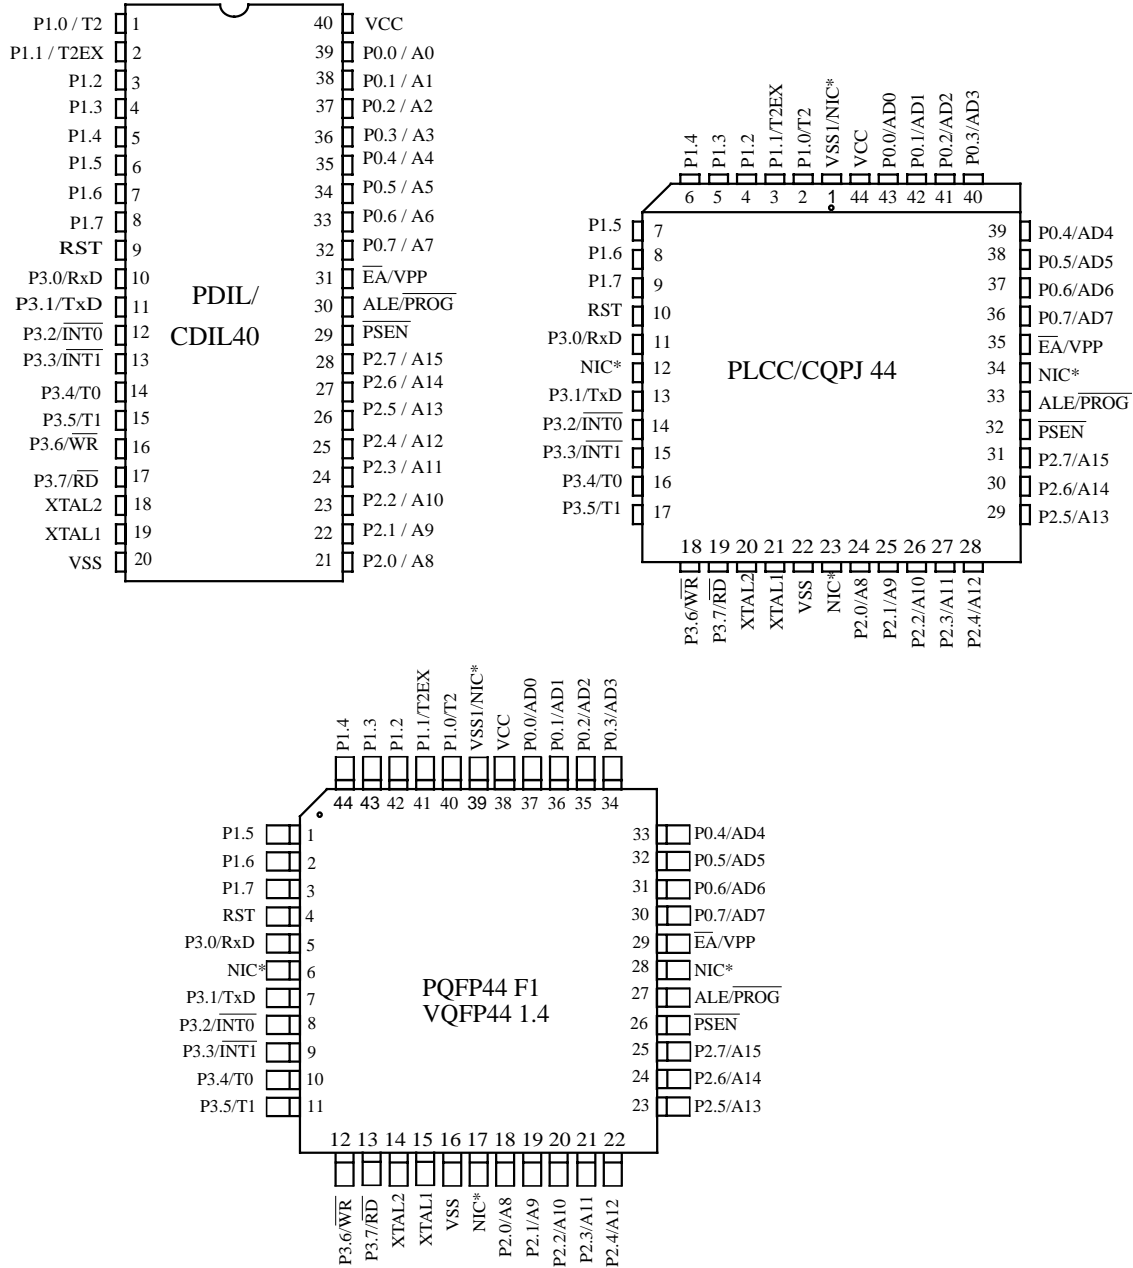 P1.0 / T2 1 40 VCC
P1.1 / T2EX 2 39 P0.0 / A0
P1.2 3 38 P0.1 / A1
P1.3 4 37 P0.2 / A2
P1.4 5 36 P0.3 / A3
P1.5 6 35 P0.4 / A4
P1.6 7 34 P0.5 / A5
P1.7 8 33 P0.6 / A6
RST 9 32 P0.7 / A7
P3.0/RxD 10 31 EA/VPP
P3.1/TxD 11 30 ALE/PROG
P3.2/INT0 12 29 PSEN
P3.3/INT1 13 28 P2.7 / A15
P3.4/T0 14 27 P2.6 / A14
P3.5/T1 15 26 P2.5 / A13
P3.6/WR 16 25 P2.4 / A12
P3.7/RD 17 24 P2.3 / A11
XTAL2 18 23 P2.2 / A10
XTAL1 19 22 P2.1 / A9
VSS 20 21 P2.0 / A8
PDIL/
CDIL40
P1.4 P1.3 P1.2 P1.1/T2EX P1.0/T2 VSS1/NIC* VCC P0.0/AD0 P0.1/AD1 P0.2/AD2 P0.3/AD3
6 5 4 3 2 1 44 43 42 41 40
P1.5 7 39 P0.4/AD4
P1.6 8 38 P0.5/AD5
P1.7 9 37 P0.6/AD6
RST 10 36 P0.7/AD7
P3.0/RxD 11 35 EA/VPP
NIC* 12 34 NIC*
P3.1/TxD 13 33 ALE/PROG
P3.2/INT0 14 32 PSEN
P3.3/INT1 15 31 P2.7/A15
P3.4/T0 16 30 P2.6/A14
P3.5/T1 17 29 P2.5/A13
PLCC/CQPJ 44
18 19 20 21 22 23 24 25 26 27 28
P3.6/WR P3.7/RD XTAL2 XTAL1 VSS NIC* P2.0/A8 P2.1/A9 P2.2/A10 P2.3/A11 P2.4/A12
P1.4 P1.3 P1.2 P1.1/T2EX P1.0/T2 VSS1/NIC* VCC P0.0/AD0 P0.1/AD1 P0.2/AD2 P0.3/AD3
44 43 42 41 40 39 38 37 36 35 34
P1.5 1 33 P0.4/AD4
P1.6 2 32 P0.5/AD5
P1.7 3 31 P0.6/AD6
RST 4 30 P0.7/AD7
P3.0/RxD 5 29 EA/VPP
NIC* 6 28 NIC*
P3.1/TxD 7 27 ALE/PROG
P3.2/INT0 8 26 PSEN
P3.3/INT1 9 25 P2.7/A15
P3.4/T0 10 24 P2.6/A14
P3.5/T1 11 23 P2.5/A13
PQFP44 F1
VQFP44 1.4
12 13 14 15 16 17 18 19 20 21 22
P3.6/WR P3.7/RD XTAL2 XTAL1 VSS NIC* P2.0/A8 P2.1/A9 P2.2/A10 P2.3/A11 P2.4/A12